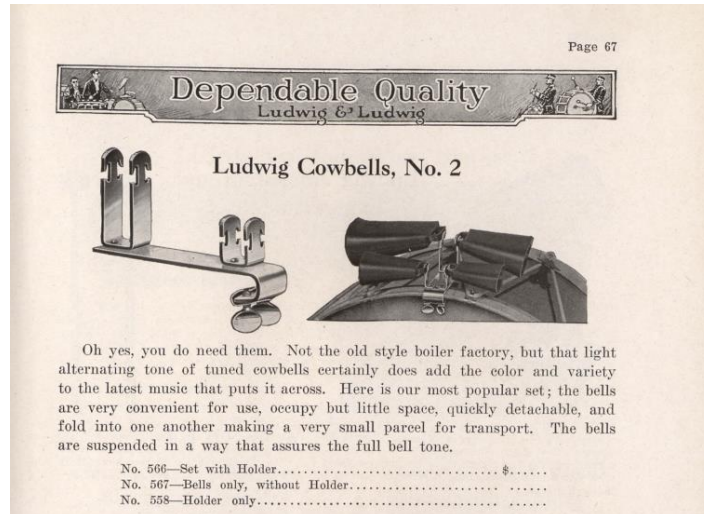 Page 67
Dependable Quality
Ludwig & Ludwig
Ludwig Cowbells, No. 2
Oh yes, you do need them. Not the old style boiler factory, but that light
alternating tone of tuned cowbells certainly does add the color and variety
to the latest music that puts it across. Here is our most popular set; the bells
are very convenient for use, occupy but little space, quickly detachable, and
fold into one another making a very small parcel for transport. The bells
are suspended in a way that assures the full bell tone.
No. 566—Set with Holder.................................. $......
No. 567—Bells only, without Holder....................... ......
No. 558—Holder only..................................... ......